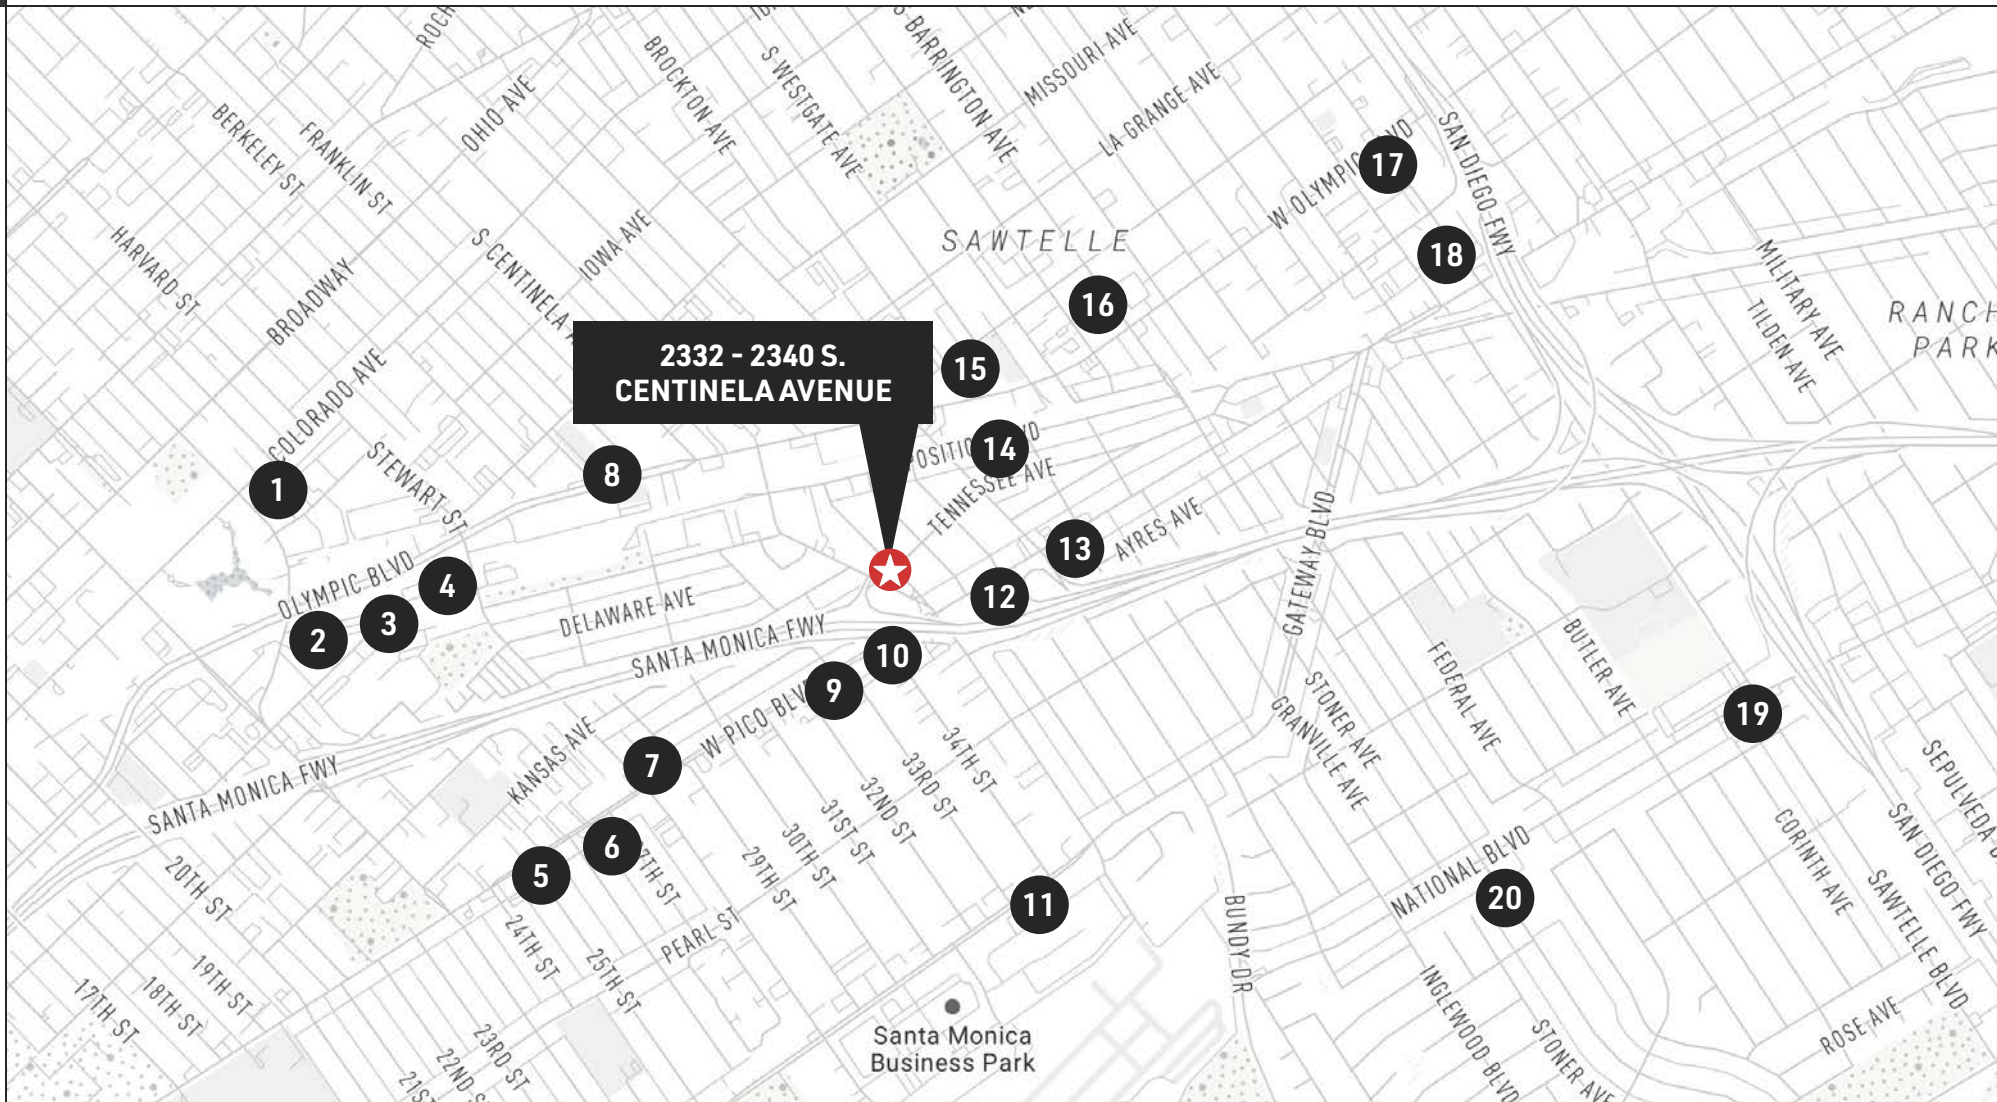 ROCH
BROCKTON AVE
S WESTGATE AVE
S BARRINGTON AVE
MISSOURI AVE
LA GRANGE AVE
OHIO AVE
BERKELEY ST
FRANKLIN ST
SAN DIEGO FWY
W OLYMPIC
17
HARVARD ST
BROADWAY
S CENTINELA
IOWA AVE
SAWTELLE
18
MILITARY AVE
TILDEN AVE
RANCH
PARK
16
2332 - 2340 S.
CENTINELA AVENUE
15
COLORADO AVE
STEWART ST
1
8
14
TENNESSEE AVE
13
AYRES AVE
GATEWAY BLVD
OLYMPIC BLVD
4
3
2
DELAWARE AVE
SANTA MONICA FWY
12
10
9
W PICO BLV
7
KANSAS AVE
SANTA MONICA FWY
34TH ST
33RD ST
32ND ST
31ST ST
30TH ST
29TH ST
STONER AVE
GRANVILLE AVE
FEDERAL AVE
BUTLER AVE
19
SEPULVEDA B
SAN DIEGO FWY
CORINTH AVE
SAWTELLE BLVD
6
5
7TH ST
11
NATIONAL BLVD
20
BUNDY DR
20TH ST
24TH ST
25TH ST
PEARL ST
19TH ST
18TH ST
17TH ST
23RD ST
22ND S
21ST
Santa Monica
Business Park
INGLEWOOD BLVD
STONER AVE
ROSE AVE